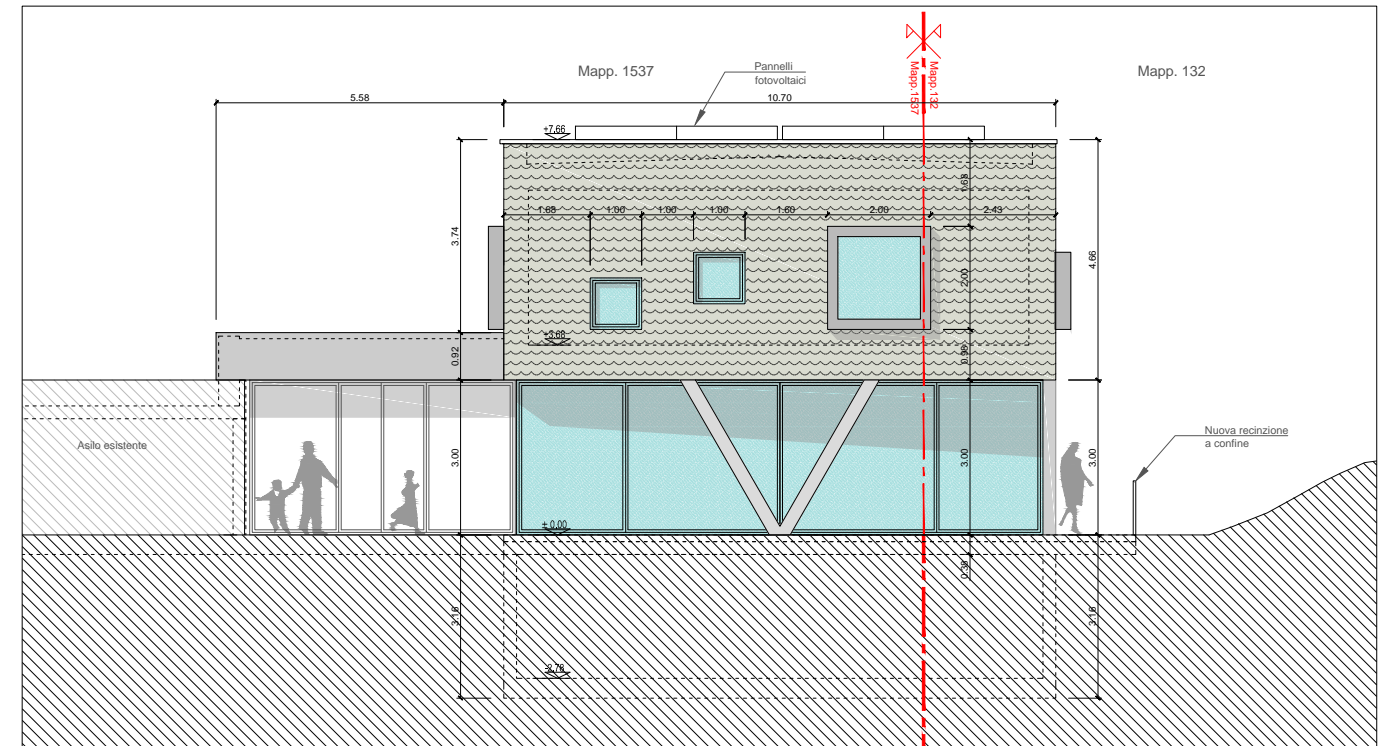 Mapp. 1537
Pannelli
fotovoltaici
Mapp. 132
Mapp.132
Mapp.1537
5.58
10.70
+7.66
1.68
1.68
1.00
1.00
1.00
1.60
2.00
2.43
3.74
4.66
2.00
+3.68
0.92
0.98
Asilo esistente
Nuova recinzione
a confine
3.00
3.00
3.00
+ 0.00
0.38
3.16
3.16
-2.78